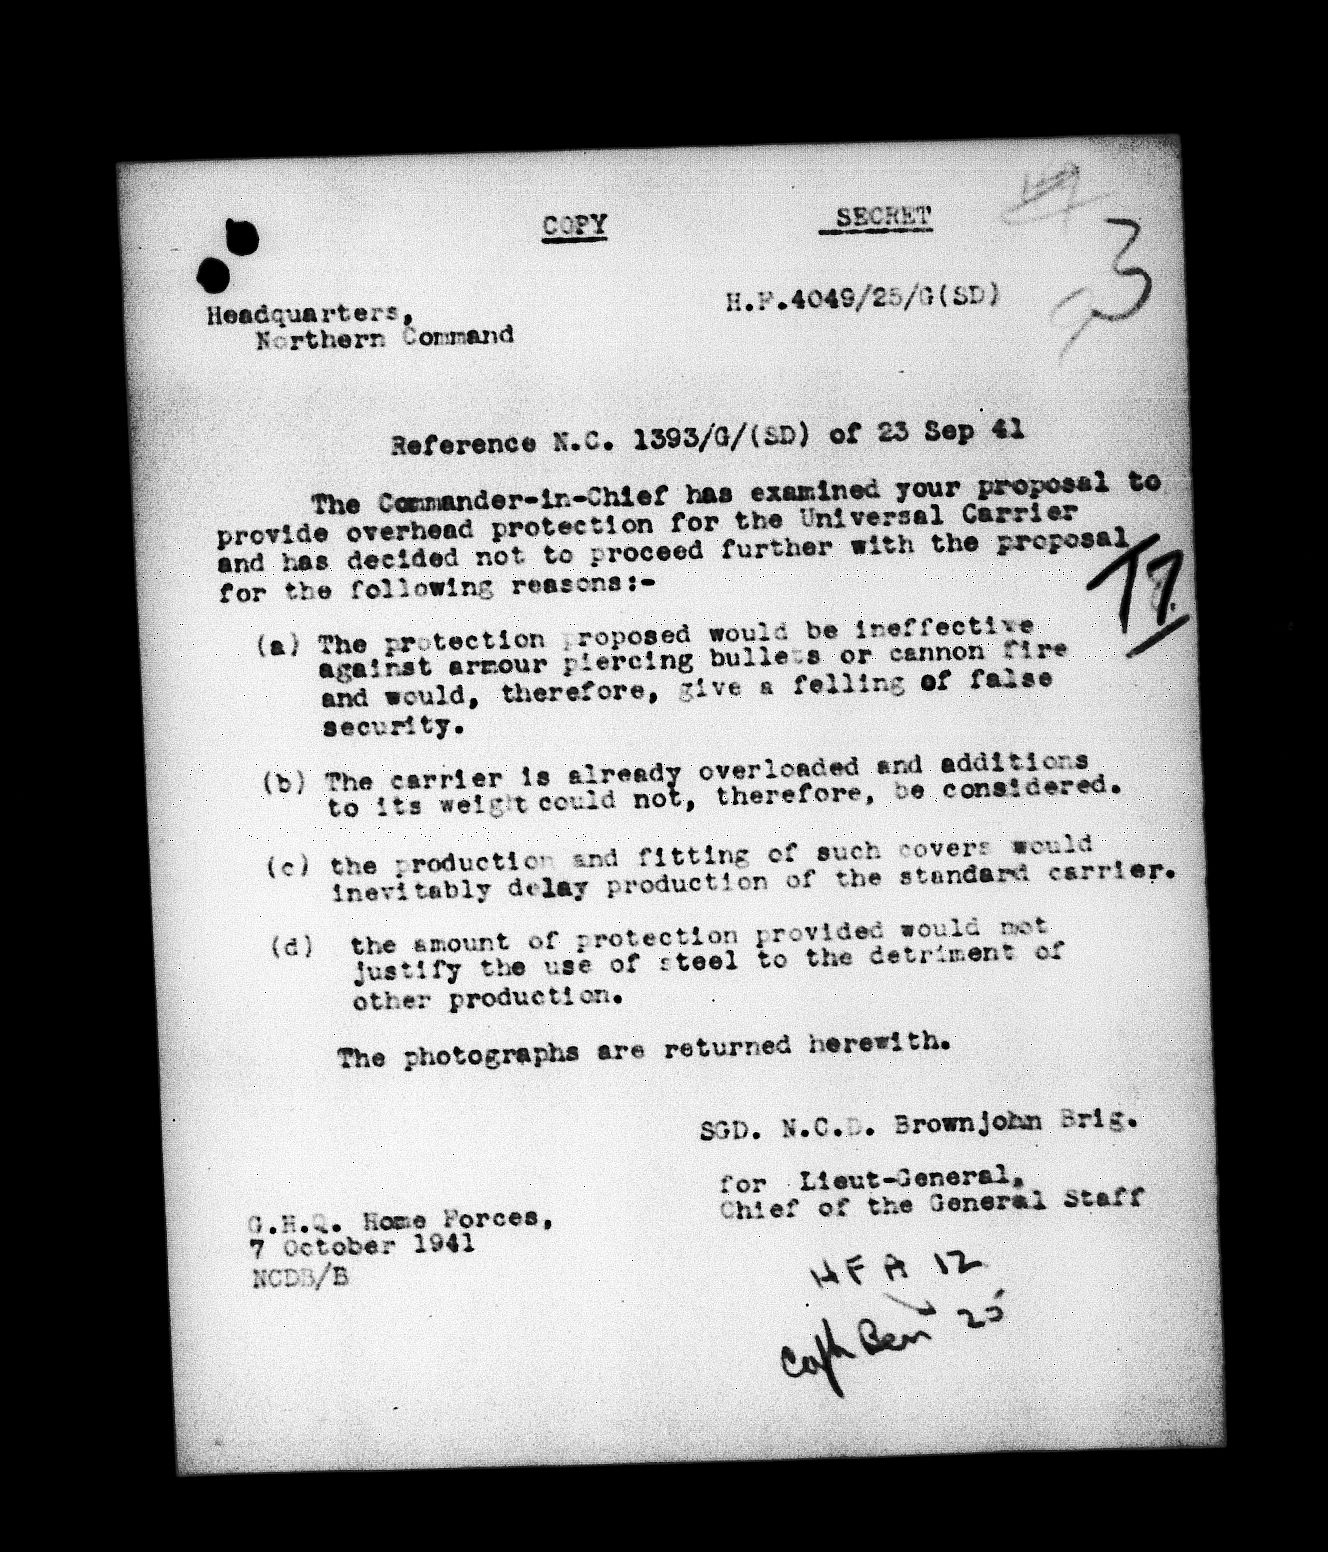 COPY SECRET
3
Headquarters, H.F.4049/25/G(SD)
Northern Command
Reference N.C. 1393/G/(SD) of 23 Sep 41
The Commander-in-Chief has examined your proposal to
provide overhead protection for the Universal Carrier
and has decided not to proceed further with the proposal
for the following reasons:-
(a) The protection proposed would be ineffective
against armour piercing bullets or cannon fire
and would, therefore, give a felling of false
security.
(b) The carrier is already overloaded and additions
to its weight could not, therefore, be considered.
(c) the production and fitting of such covers would
inevitably delay production of the standard carrier.
(d) the amount of protection provided would not
justify the use of steel to the detriment of
other production.
The photographs are returned herewith.
SGD. N.C.D. Brownjohn Brig.
for Lieut-General,
Chief of the General Staff
G.H.Q. Home Forces,
7 October 1941
NCDB/B
HFA 12
25